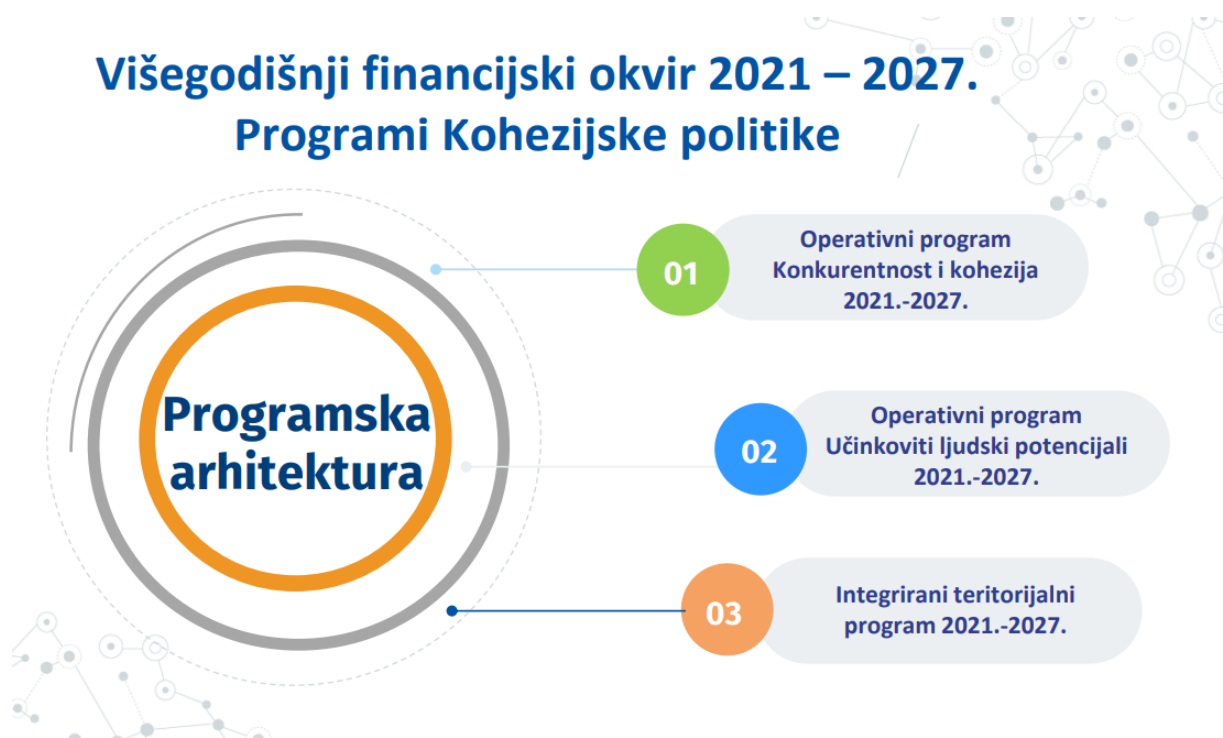 Višegodišnji financijski okvir 2021 – 2027.
Programi Kohezijske politike
Programska
arhitektura
01
Operativni program
Konkurentnost i kohezija
2021.-2027.
02
Operativni program
Učinkoviti ljudski potencijali
2021.-2027.
03
Integrirani teritorijalni
program 2021.-2027.